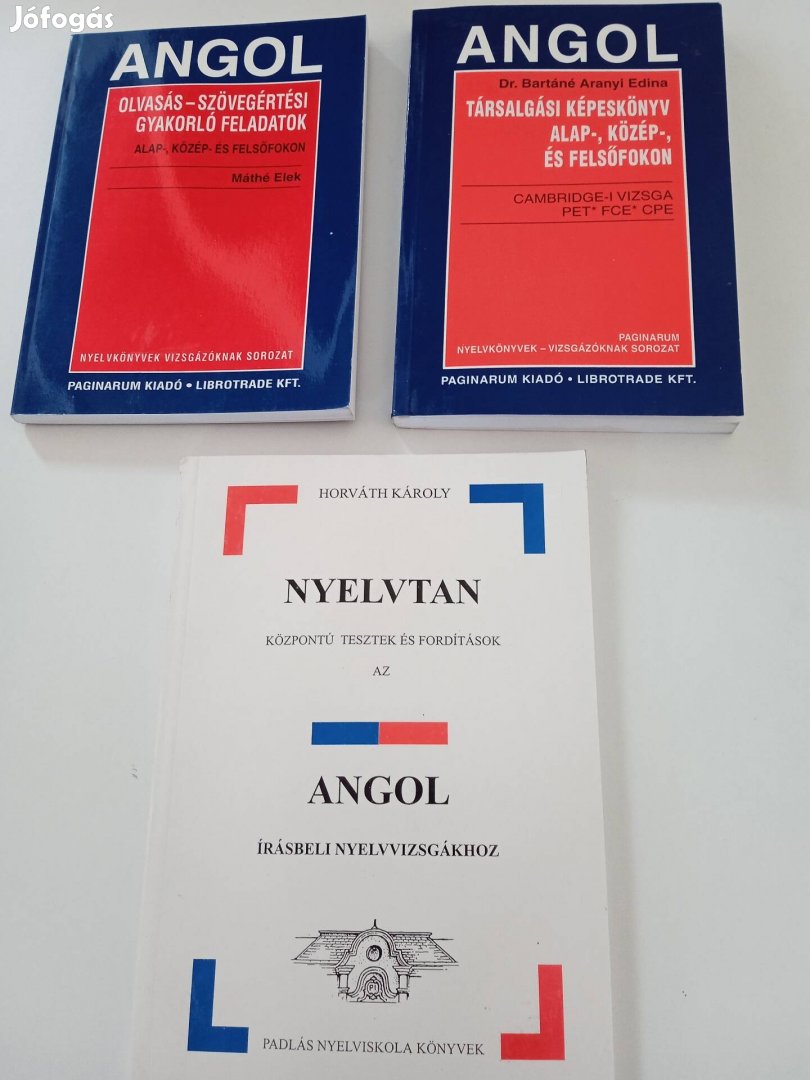 Jófogás
ANGOL
OLVASÁS – SZÖVEGÉRTÉSI
GYAKORLÓ FELADATOK
ALAP-, KÖZÉP- ÉS FELSŐFOKON
Máthé Elek
NYELVKÖNYVEK VIZSGÁZÓKNAK SOROZAT
PAGINARUM KIADÓ • LIBROTRADE KFT.
ANGOL
Dr. Bartáné Aranyi Edina
TÁRSALGÁSI KÉPESKÖNYV
ALAP-, KÖZÉP-,
ÉS FELSŐFOKON
CAMBRIDGE-I VIZSGA
PET* FCE* CPE
PAGINARUM
NYELVKÖNYVEK – VIZSGÁZÓKNAK SOROZAT
PAGINARUM KIADÓ • LIBROTRADE KFT.
HORVÁTH KÁROLY
NYELVTAN
KÖZPONTÚ TESZTEK ÉS FORDÍTÁSOK
AZ
ANGOL
ÍRÁSBELI NYELVVIZSGÁKHOZ
PI
PADLÁS NYELVISKOLA KÖNYVEK